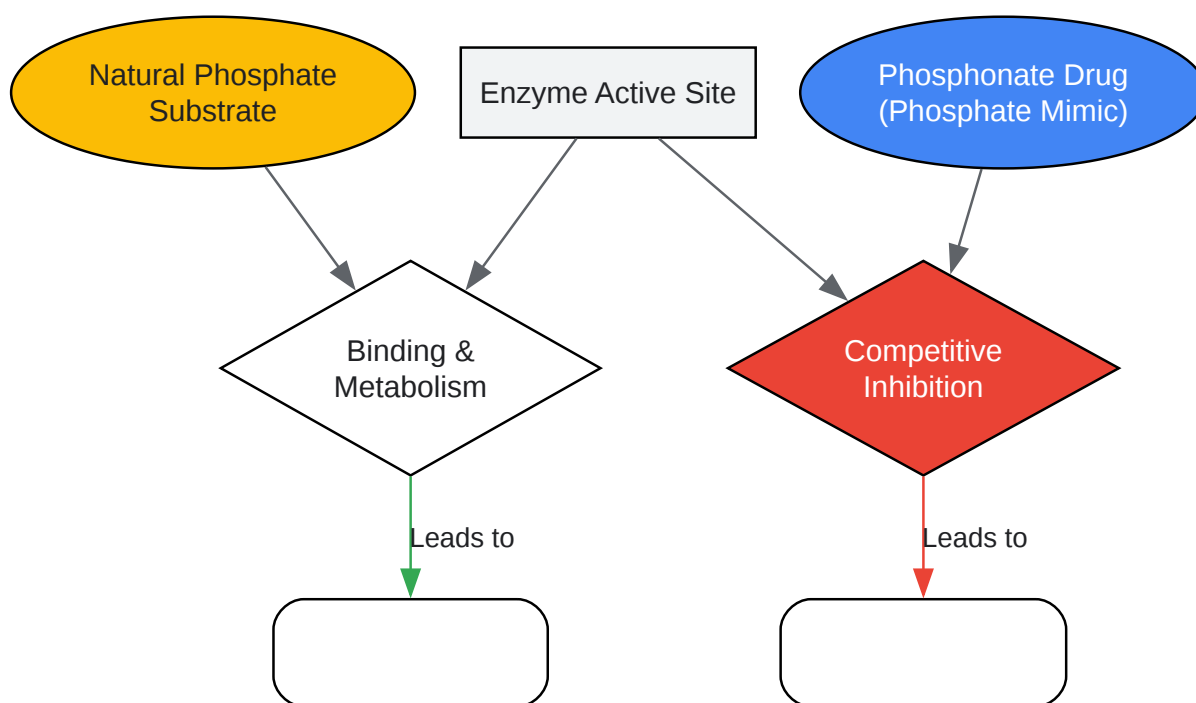 Natural Phosphate
Substrate
Enzyme Active Site
Phosphonate Drug
(Phosphate Mimic)
Binding &
Metabolism
Competitive
Inhibition
Leads to
Leads to